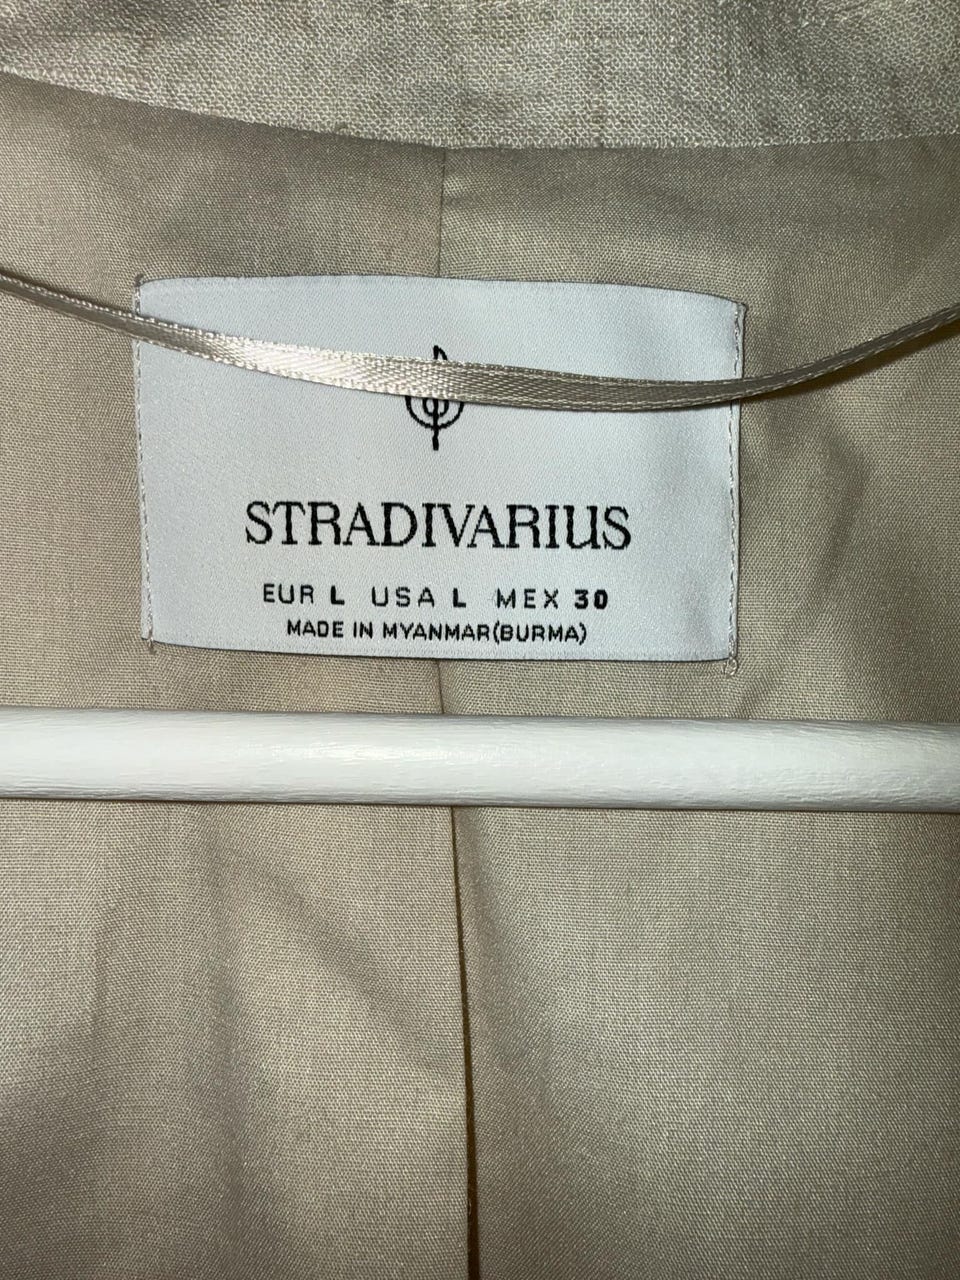 STRADIVARIUS
EUR L USA L MEX 30
MADE IN MYANMAR(BURMA)